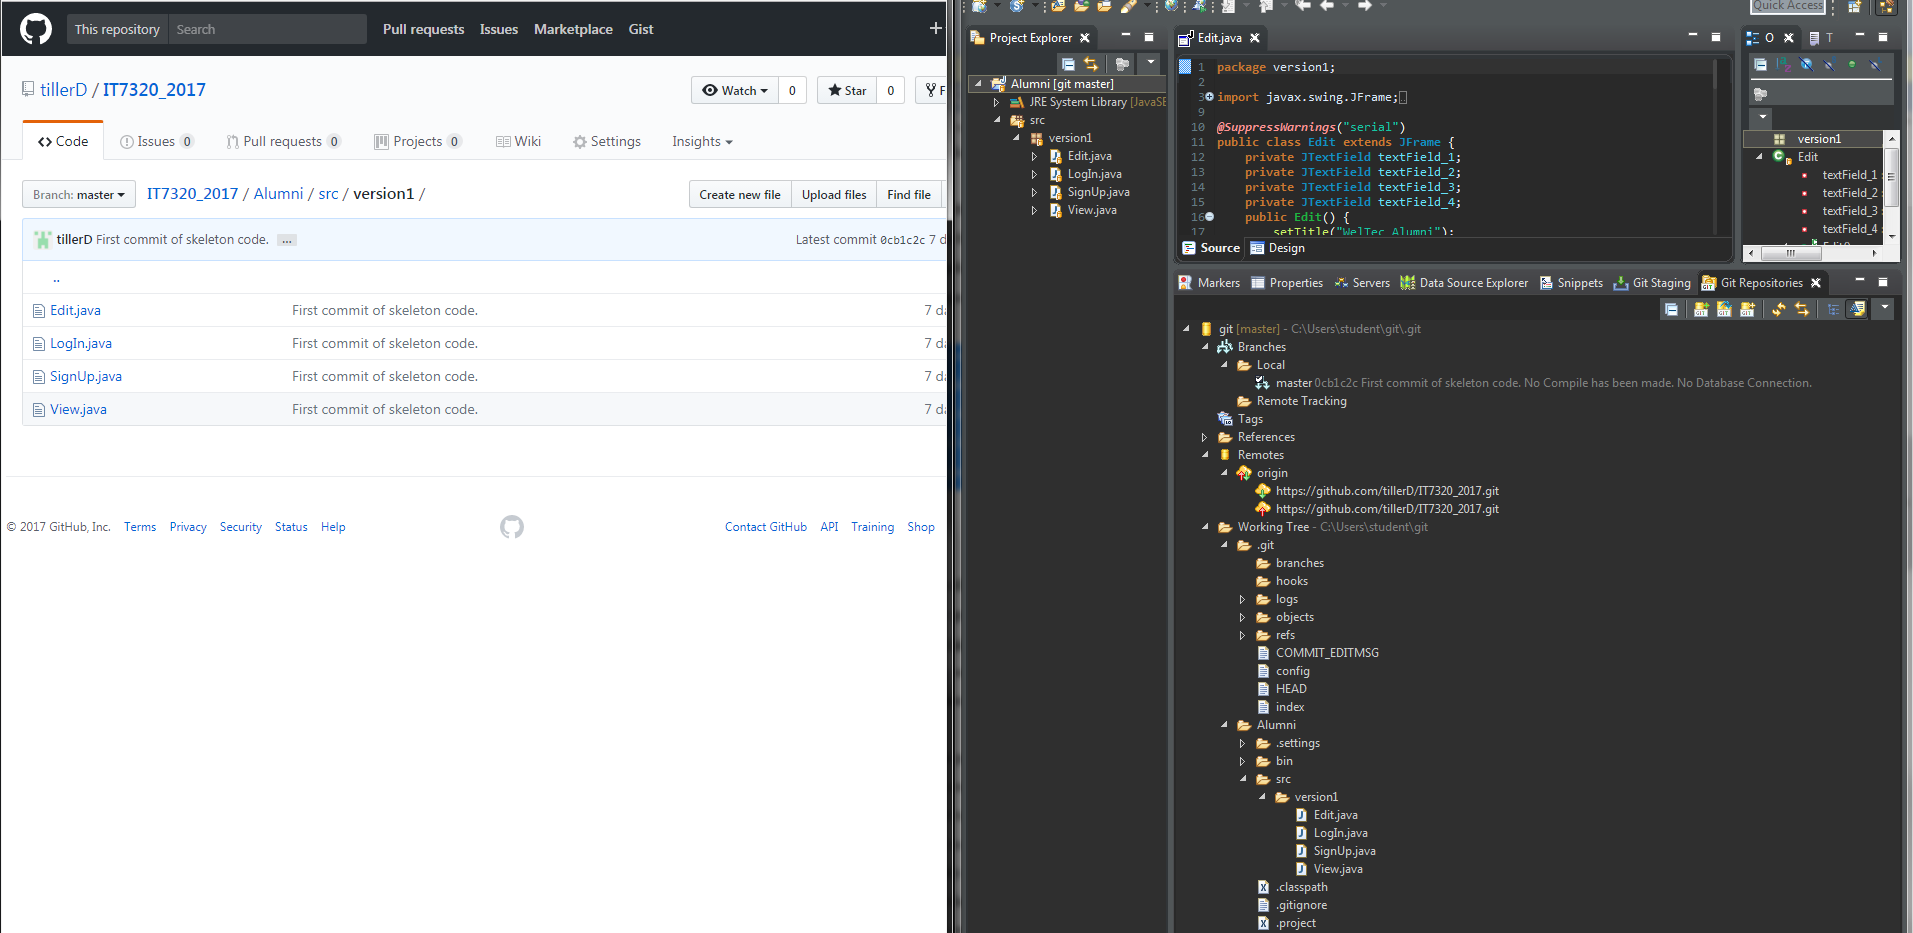 This repository Search Pull requests Issues Marketplace Gist
tillerD / IT7320_2017
Watch 0 Star 0 F
Code Issues 0 Pull requests 0 Projects 0 Wiki Settings Insights
Branch: master IT7320_2017 / Alumni / src / version1 / Create new file Upload files Find file
tillerD First commit of skeleton code. ... Latest commit 0cb1c2c 7 d
..
Edit.java First commit of skeleton code. 7 da
LogIn.java First commit of skeleton code. 7 da
SignUp.java First commit of skeleton code. 7 da
View.java First commit of skeleton code. 7 da
© 2017 GitHub, Inc. Terms Privacy Security Status Help Contact GitHub API Training Shop
Quick Access
Project Explorer
Alumni [git master]
JRE System Library [JavaSE
src
version1
Edit.java
LogIn.java
SignUp.java
View.java
Edit.java
1 package version1;
2
3 import javax.swing.JFrame;
9
10 @SuppressWarnings("serial")
11 public class Edit extends JFrame {
12 private JTextField textField_1;
13 private JTextField textField_2;
14 private JTextField textField_3;
15 private JTextField textField_4;
16 public Edit() {
17 setTitle("WelTec Alumni");
Source Design
O T
version1
Edit
textField_1 :
textField_2 :
textField_3 :
textField_4 :
Markers Properties Servers Data Source Explorer Snippets Git Staging Git Repositories
git [master] - C:\Users\student\git\.git
Branches
Local
master 0cb1c2c First commit of skeleton code. No Compile has been made. No Database Connection.
Remote Tracking
Tags
References
Remotes
origin
https://github.com/tillerD/IT7320_2017.git
https://github.com/tillerD/IT7320_2017.git
Working Tree - C:\Users\student\git
.git
branches
hooks
logs
objects
refs
COMMIT_EDITMSG
config
HEAD
index
Alumni
.settings
bin
src
version1
Edit.java
LogIn.java
SignUp.java
View.java
.classpath
.gitignore
.project